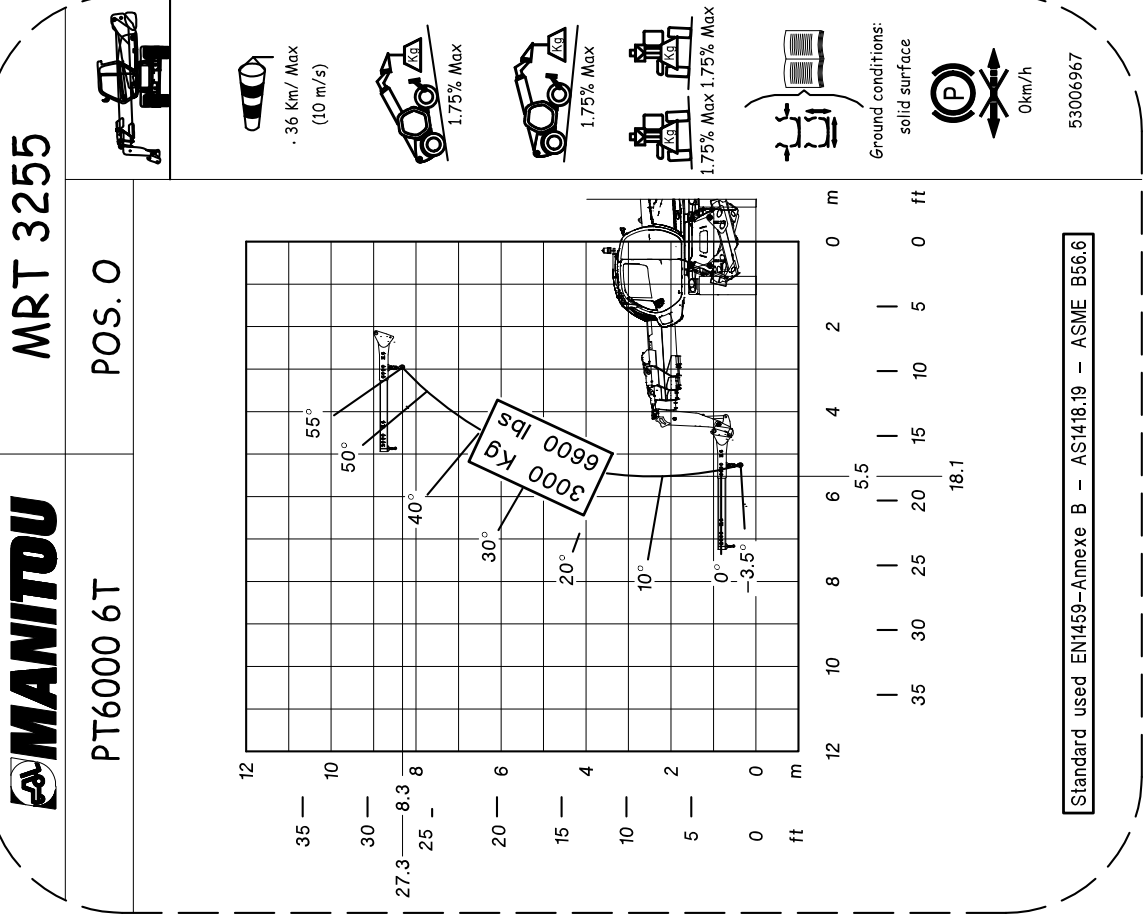 MANITOU
MRT 3255
PT6000 6T
POS. 0
12
10
8
6
4
2
0
m
35
30
25
20
15
10
5
0
ft
8.3
27.3
55°
50°
40°
30°
20°
10°
0°
-3.5°
3000 Kg
6600 lbs
12
10
8
6
4
2
0
m
5.5
18.1
35
30
25
20
15
10
5
0
ft
. 36 Km/ Max
(10 m/s)
Kg
1.75% Max
Kg
1.75% Max
Kg
Kg
1.75% Max 1.75% Max
Ground conditions:
solid surface
P
0km/h
53006967
Standard used EN1459-Annexe B - AS1418.19 - ASME B56.6